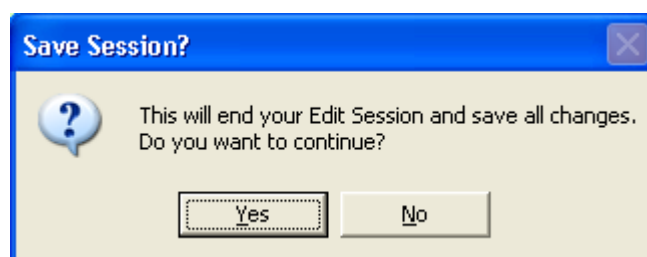 Save Session?
This will end your Edit Session and save all changes.
Do you want to continue?
Yes
No